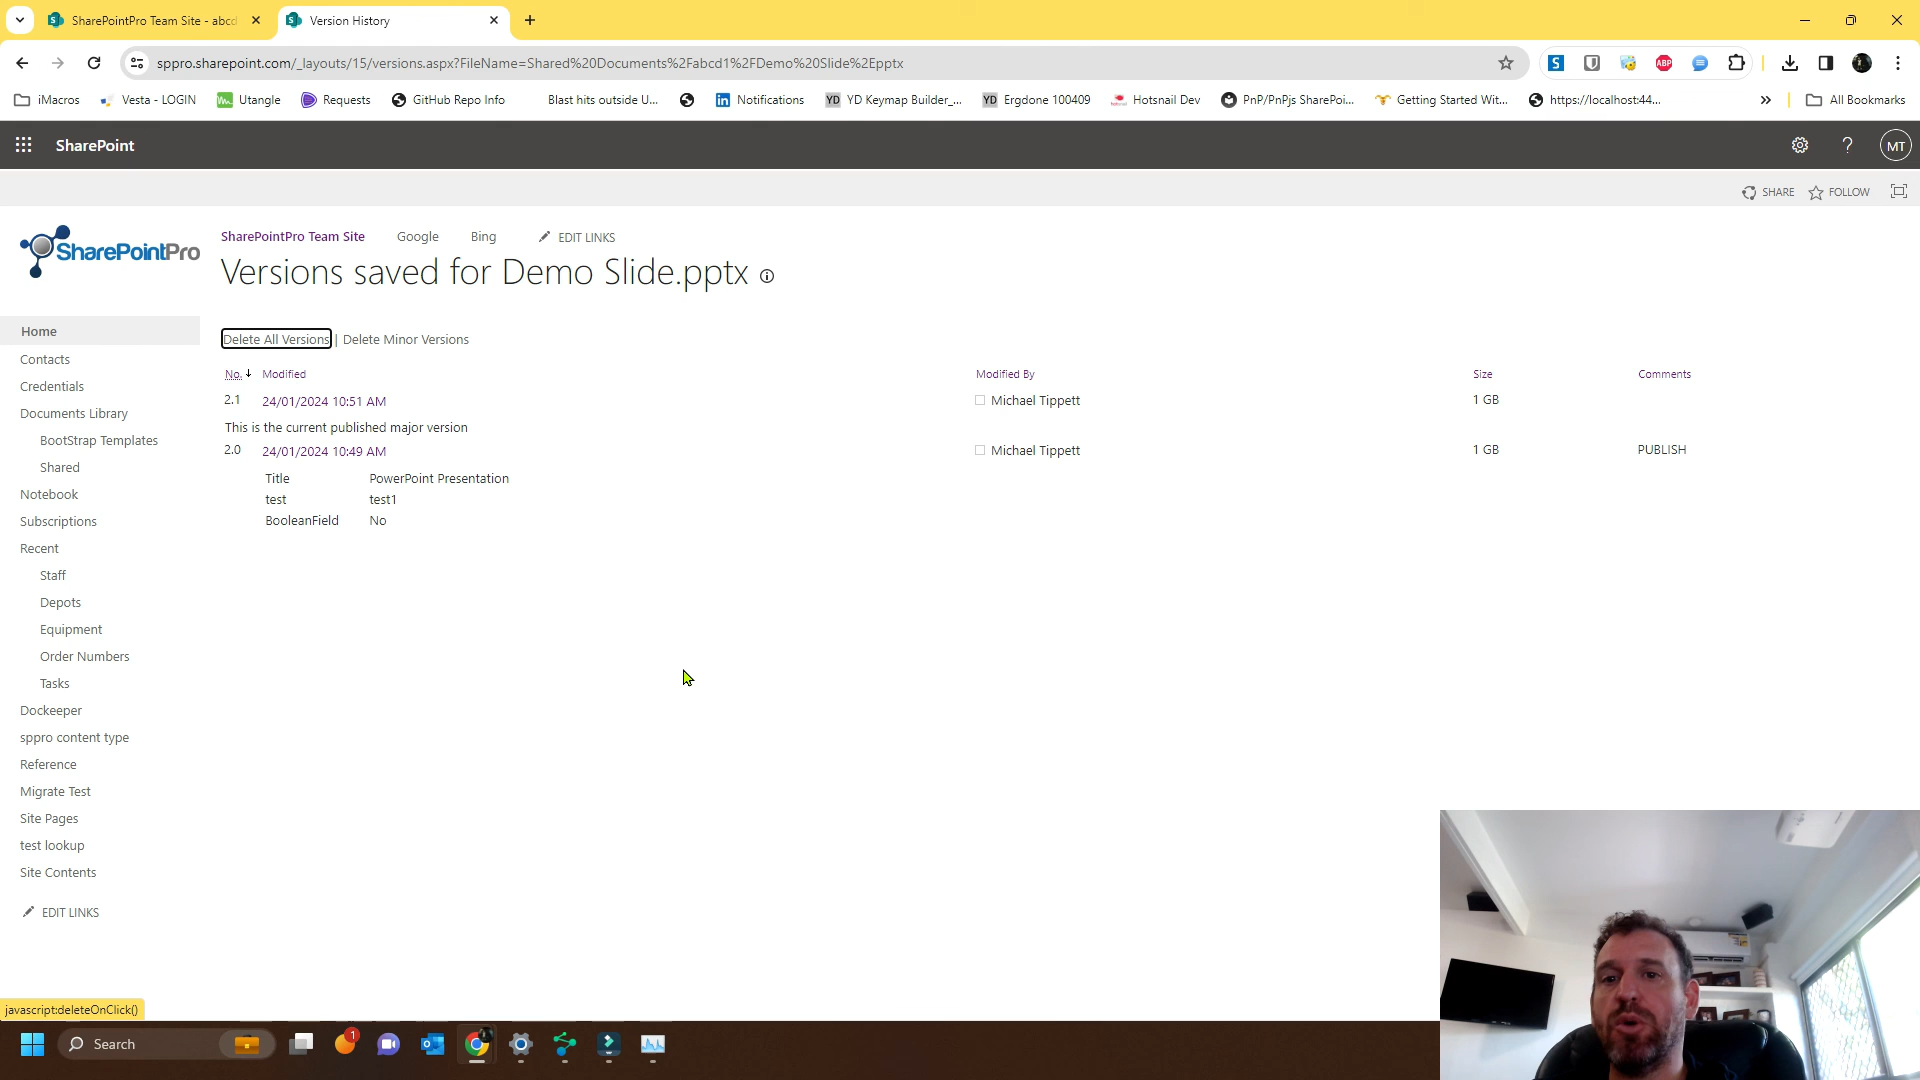 SharePointPro Team Site - abcd
Version History
sppro.sharepoint.com/_layouts/15/versions.aspx?FileName=Shared%20Documents%2Fabcd1%2FDemo%20Slide%2Epptx
ABP
iMacros
Vesta - LOGIN
Utangle
Requests
GitHub Repo Info
Blast hits outside U...
Notifications
YD YD Keymap Builder_...
YD Ergdone 100409
Hotsnail Dev
PnP/PnPjs SharePoi...
Getting Started Wit...
https://localhost:44...
All Bookmarks
SharePoint
MT
SHARE
FOLLOW
SharePointPro
SharePointPro Team Site
Google
Bing
EDIT LINKS
Versions saved for Demo Slide.pptx
Home
Contacts
Credentials
Documents Library
BootStrap Templates
Shared
Notebook
Subscriptions
Recent
Staff
Depots
Equipment
Order Numbers
Tasks
Dockeeper
sppro content type
Reference
Migrate Test
Site Pages
test lookup
Site Contents
EDIT LINKS
Delete All Versions | Delete Minor Versions
No. Modified Modified By Size Comments
2.1 24/01/2024 10:51 AM Michael Tippett 1 GB
This is the current published major version
2.0 24/01/2024 10:49 AM Michael Tippett 1 GB PUBLISH
Title PowerPoint Presentation
test test1
BooleanField No
javascript:deleteOnClick()
Search
1